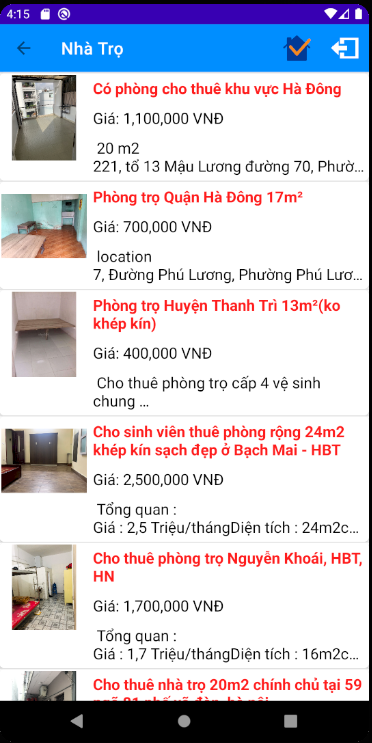 4:15
Nhà Trọ
Có phòng cho thuê khu vực Hà Đông
Giá: 1,100,000 VNĐ
20 m2
221, tổ 13 Mậu Lương đường 70, Phườ...
Phòng trọ Quận Hà Đông 17m²
Giá: 700,000 VNĐ
location
7, Đường Phú Lương, Phường Phú Lươ...
Phòng trọ Huyện Thanh Trì 13m²(ko
khép kín)
Giá: 400,000 VNĐ
Cho thuê phòng trọ cấp 4 vệ sinh
chung ...
Cho sinh viên thuê phòng rộng 24m2
khép kín sạch đẹp ở Bạch Mai - HBT
Giá: 2,500,000 VNĐ
Tổng quan :
Giá : 2,5 Triệu/thángDiện tích : 24m2c...
Cho thuê phòng trọ Nguyễn Khoái, HBT,
HN
Giá: 1,700,000 VNĐ
Tổng quan :
Giá : 1,7 Triệu/thángDiện tích : 16m2c...
Cho thuê nhà trọ 20m2 chính chủ tại 59